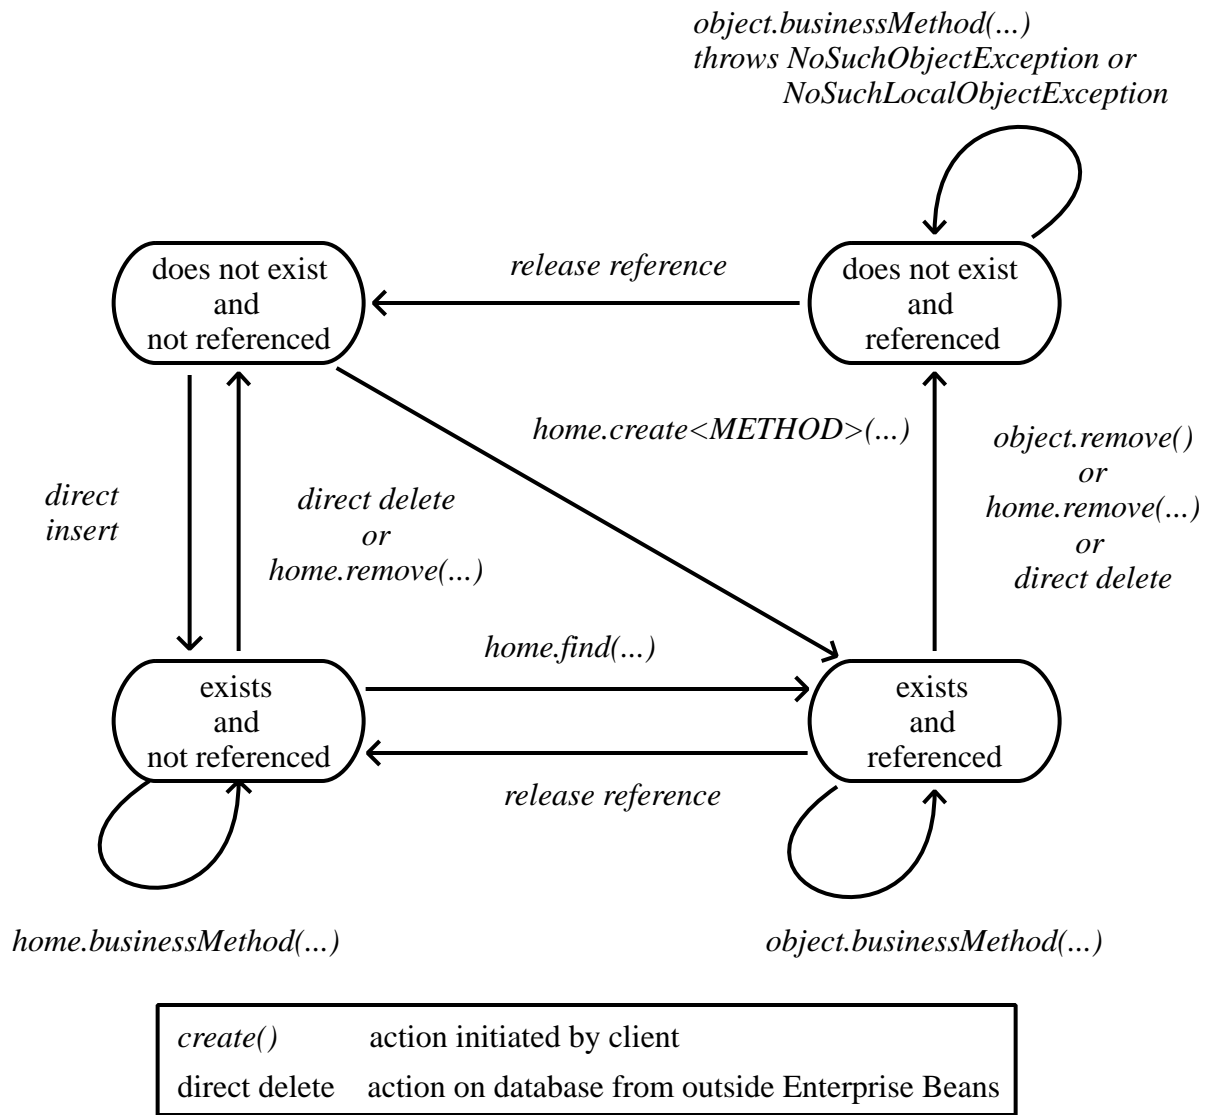 object.businessMethod(...)
throws NoSuchObjectException or
NoSuchLocalObjectException
does not exist
and
not referenced
release reference
does not exist
and
referenced
home.create<METHOD>(...)
object.remove()
or
home.remove(...)
or
direct delete
direct
insert
direct delete
or
home.remove(...)
home.find(...)
exists
and
not referenced
exists
and
referenced
release reference
home.businessMethod(...)
object.businessMethod(...)
create() action initiated by client
direct delete action on database from outside Enterprise Beans